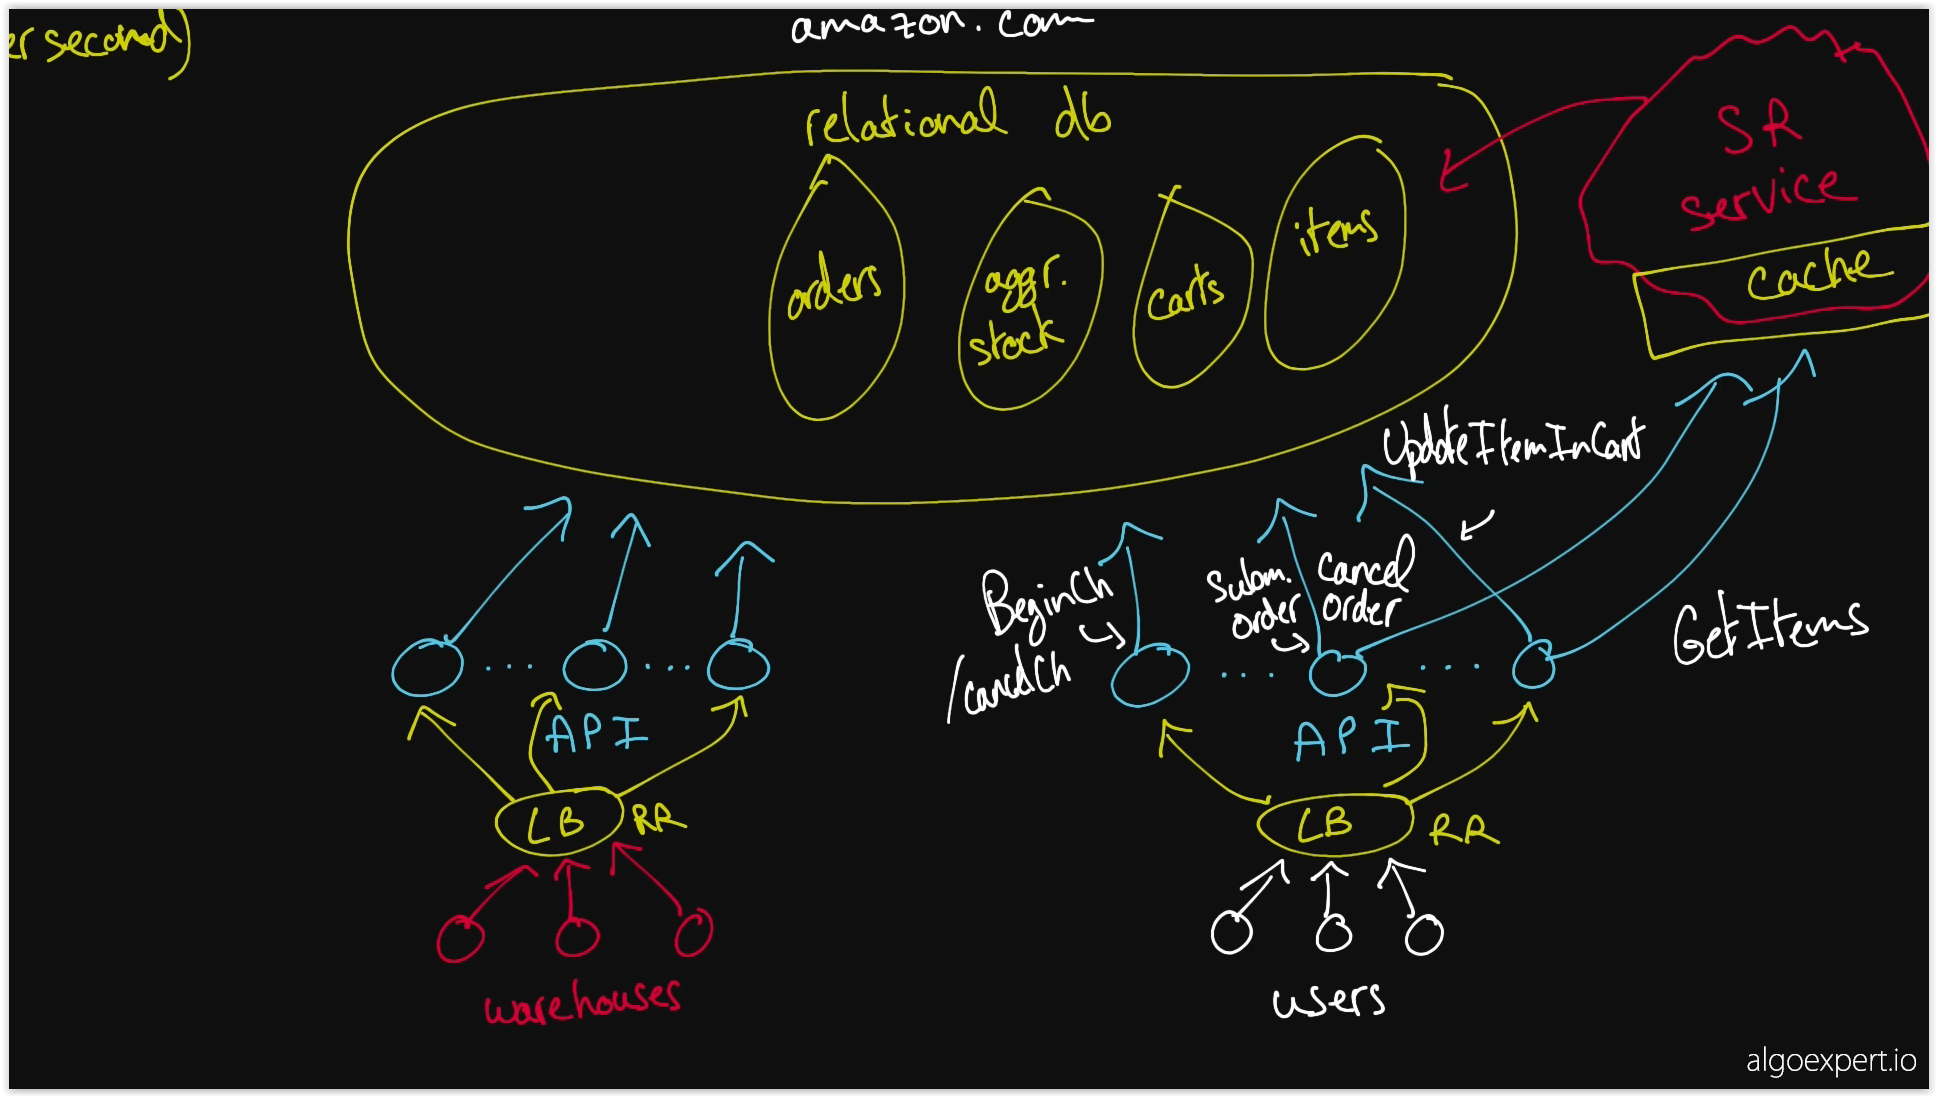 er second)
amazon.com
relational db
SR
service
cache
orders
aggr.
stock
carts
items
UpdateItemInCart
BeginCh
/cancelCh
Subm.
order
Cancel
order
GetItems
API
API
LB
RR
LB
RR
warehouses
users
algoexpert.io